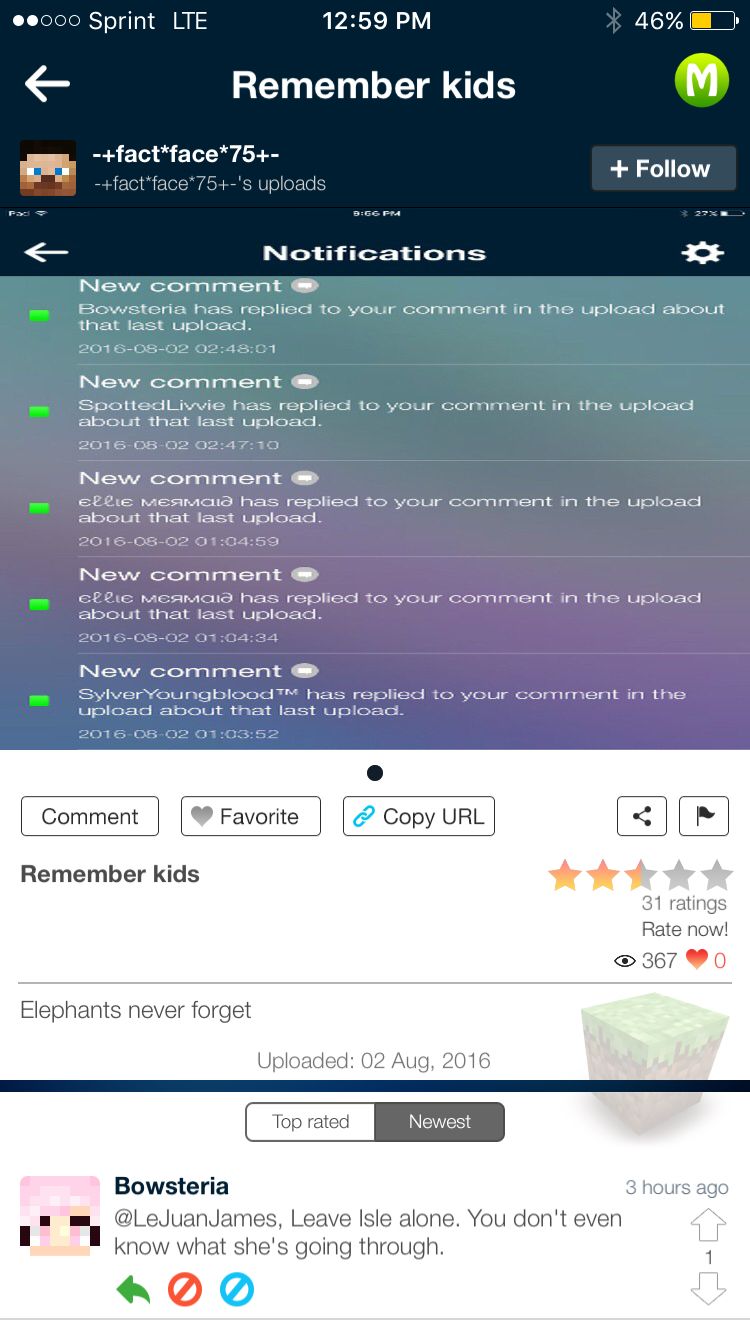 Sprint LTE 12:59 PM 46%
Remember kids
M
-+fact*face*75+-
-+fact*face*75+-'s uploads
+ Follow
iPad 9:56 PM 27%
Notifications
New comment
Bowsteria has replied to your comment in the upload about
that last upload.
2016-08-02 02:48:01
New comment
SpottedLivvie has replied to your comment in the upload
about that last upload.
2016-08-02 02:47:10
New comment
єℓℓιє мєямαι∂ has replied to your comment in the upload
about that last upload.
2016-08-02 01:04:59
New comment
єℓℓιє мєямαι∂ has replied to your comment in the upload
about that last upload.
2016-08-02 01:04:34
New comment
SylverYoungblood™ has replied to your comment in the
upload about that last upload.
2016-08-02 01:03:52
Comment
Favorite
Copy URL
Remember kids
31 ratings
Rate now!
367 0
Elephants never forget
Uploaded: 02 Aug, 2016
Top rated
Newest
Bowsteria
3 hours ago
@LeJuanJames, Leave Isle alone. You don't even
know what she's going through.
1